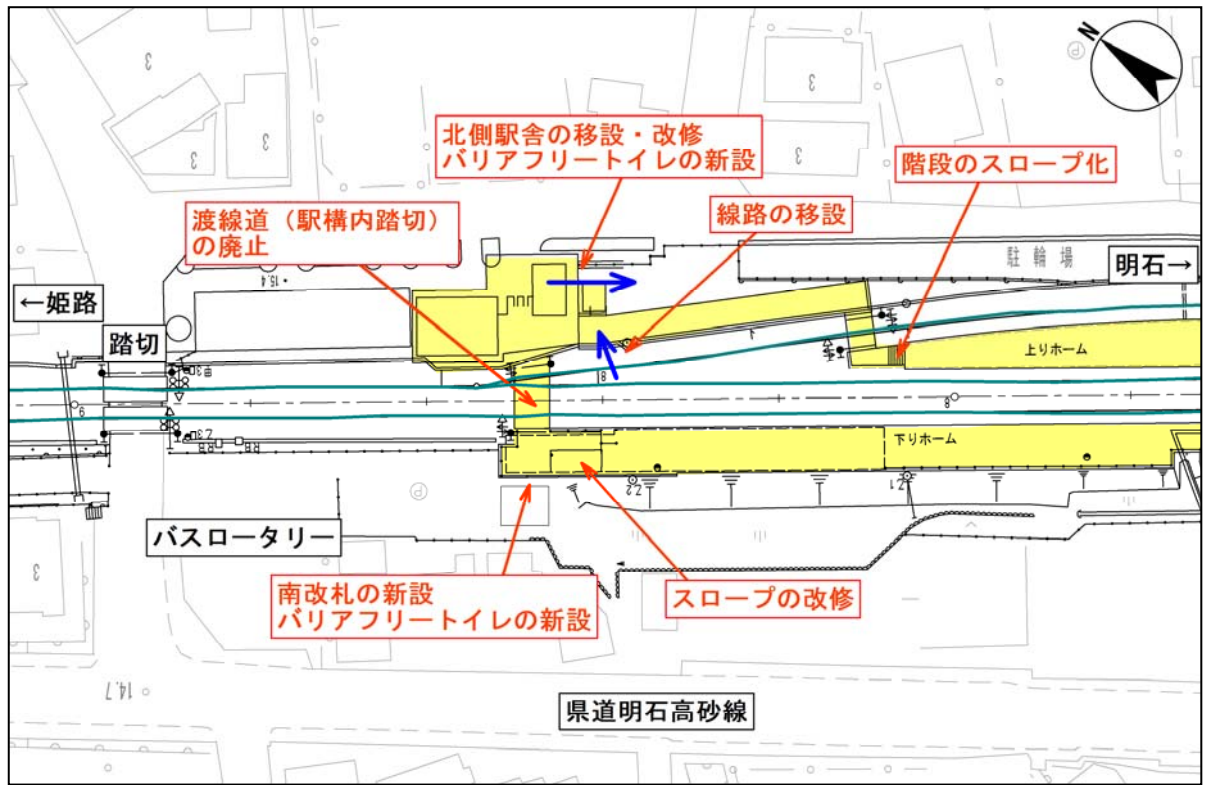 N
北側駅舎の移設・改修
バリアフリートイレの新設
階段のスロープ化
渡線道（駅構内踏切）
の廃止
線路の移設
駐輪場
明石→
←姫路
15.4
踏切
上りホーム
下りホーム
バスロータリー
南改札の新設
バリアフリートイレの新設
スロープの改修
14.7
県道明石高砂線